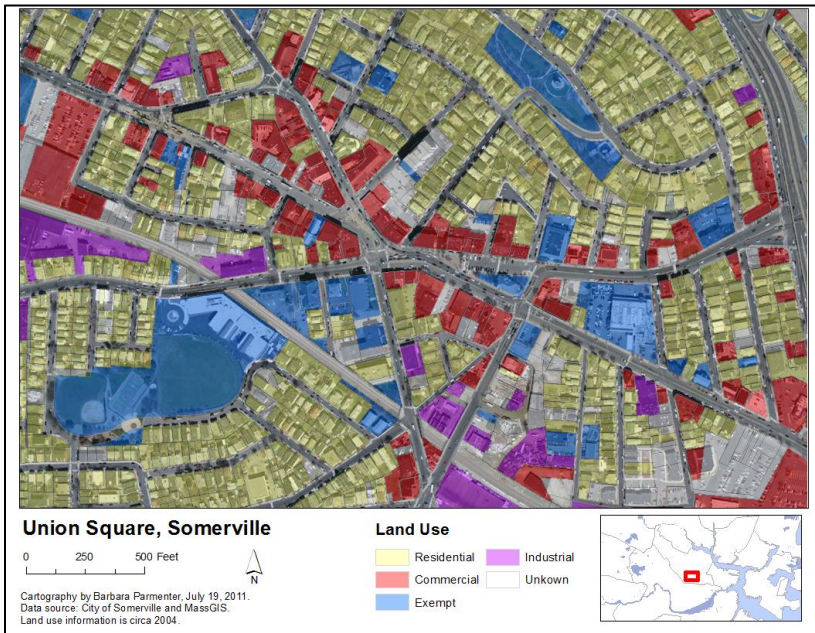 Union Square, Somerville
0 250 500 Feet
N
Cartography by Barbara Parmenter, July 19, 2011.
Data source: City of Somerville and MassGIS.
Land use information is circa 2004.
Land Use
Residential
Commercial
Exempt
Industrial
Unkown